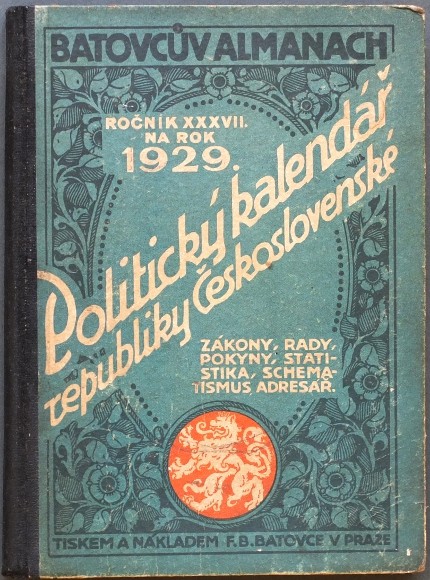 BATOVCŮV ALMANACH
ROČNÍK XXXVII.
NA ROK
1929.
Politický kalendář
republiky Československé
ZÁKONY, RADY,
POKYNY, STATI-
STIKA, SCHEMA-
TISMUS, ADRESÁŘ.
TISKEM A NÁKLADEM F. B. BATOVCE V PRAZE